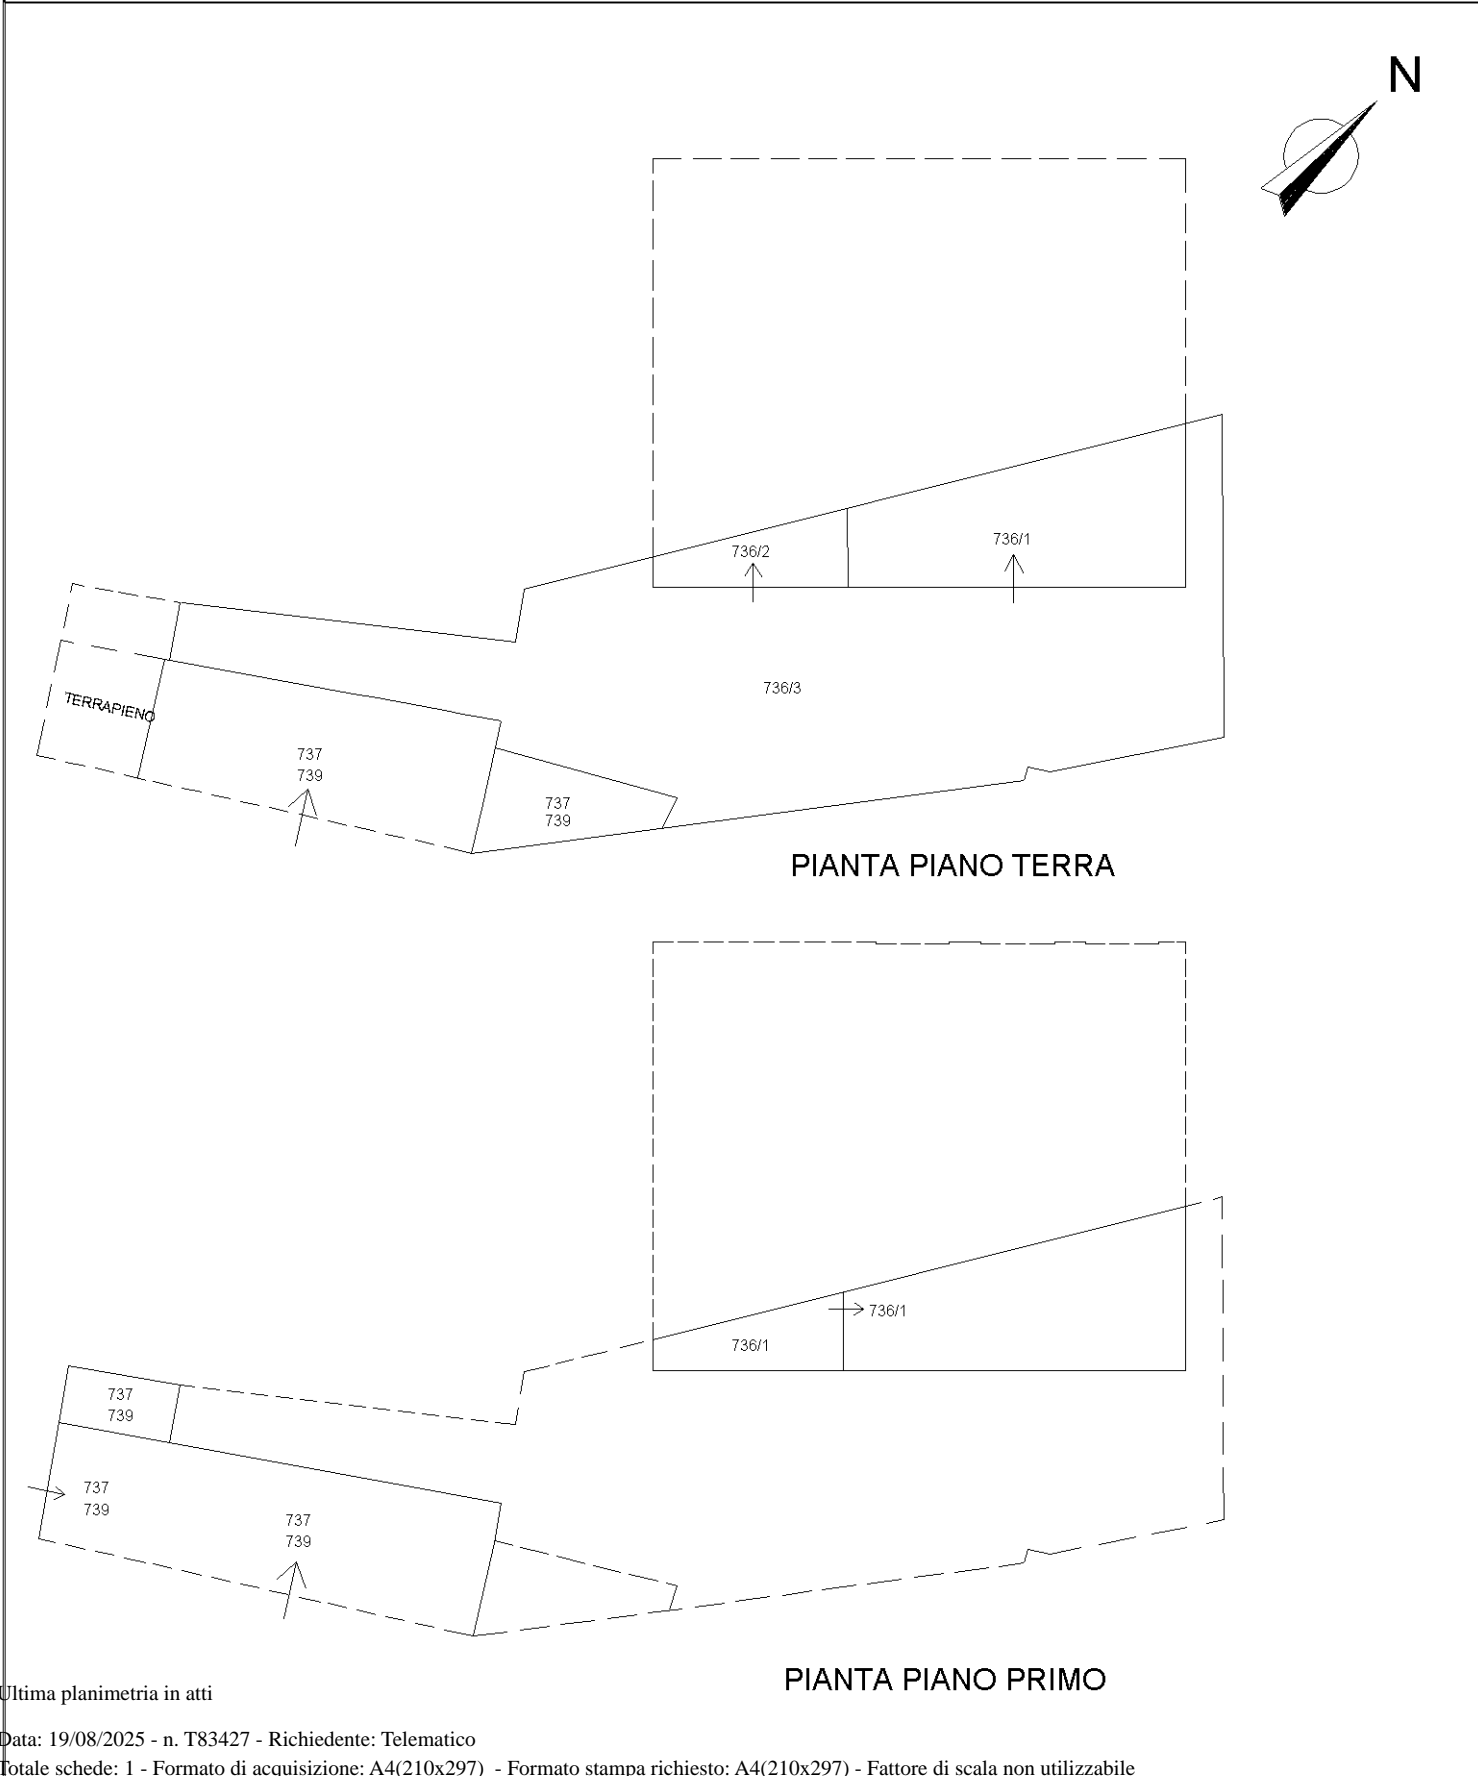 N
736/2
736/1
736/3
TERRAPIENO
737
739
737
739
PIANTA PIANO TERRA
736/1
736/1
737
739
737
739
737
739
PIANTA PIANO PRIMO
Ultima planimetria in atti
Data: 19/08/2025 - n. T83427 - Richiedente: Telematico
Totale schede: 1 - Formato di acquisizione: A4(210x297) - Formato stampa richiesto: A4(210x297) - Fattore di scala non utilizzabile